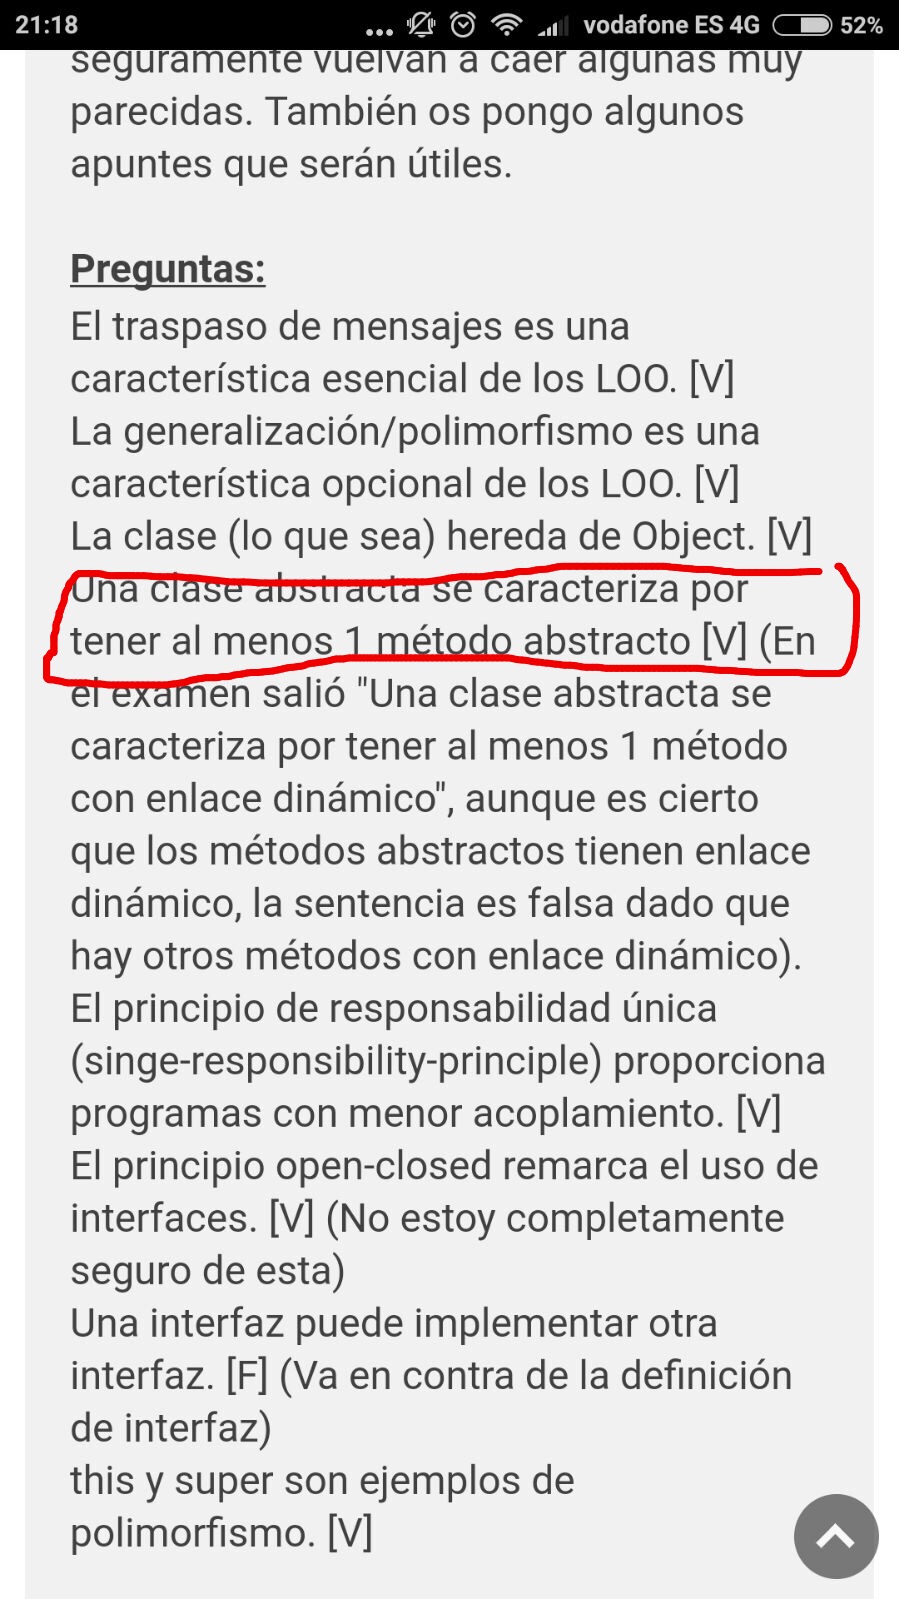 21:18
... vodafone ES 4G 52%
seguramente vuelvan a caer algunas muy
parecidas. También os pongo algunos
apuntes que serán útiles.
Preguntas:
El traspaso de mensajes es una
característica esencial de los LOO. [V]
La generalización/polimorfismo es una
característica opcional de los LOO. [V]
La clase (lo que sea) hereda de Object. [V]
Una clase abstracta se caracteriza por
tener al menos 1 método abstracto [V] (En
el examen salió "Una clase abstracta se
caracteriza por tener al menos 1 método
con enlace dinámico", aunque es cierto
que los métodos abstractos tienen enlace
dinámico, la sentencia es falsa dado que
hay otros métodos con enlace dinámico).
El principio de responsabilidad única
(singe-responsibility-principle) proporciona
programas con menor acoplamiento. [V]
El principio open-closed remarca el uso de
interfaces. [V] (No estoy completamente
seguro de esta)
Una interfaz puede implementar otra
interfaz. [F] (Va en contra de la definición
de interfaz)
this y super son ejemplos de
polimorfismo. [V]